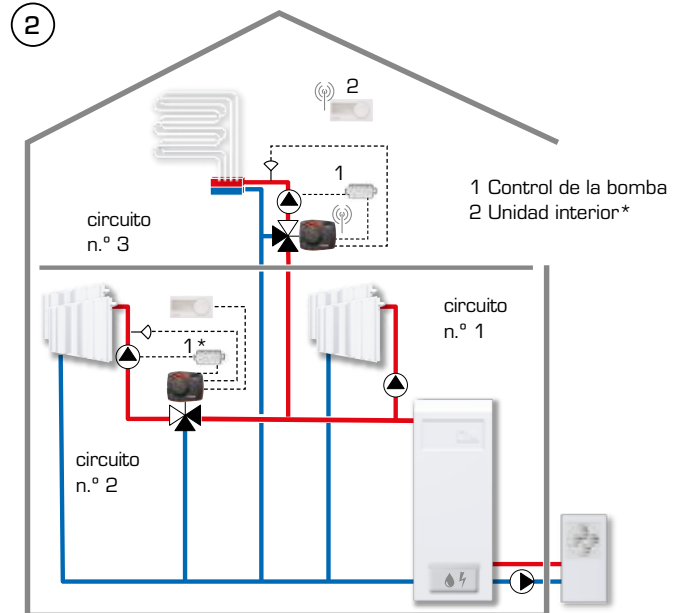 2
2
1
1 Control de la bomba
2 Unidad interior*
circuito
n.º 3
circuito
n.º 1
1*
circuito
n.º 2